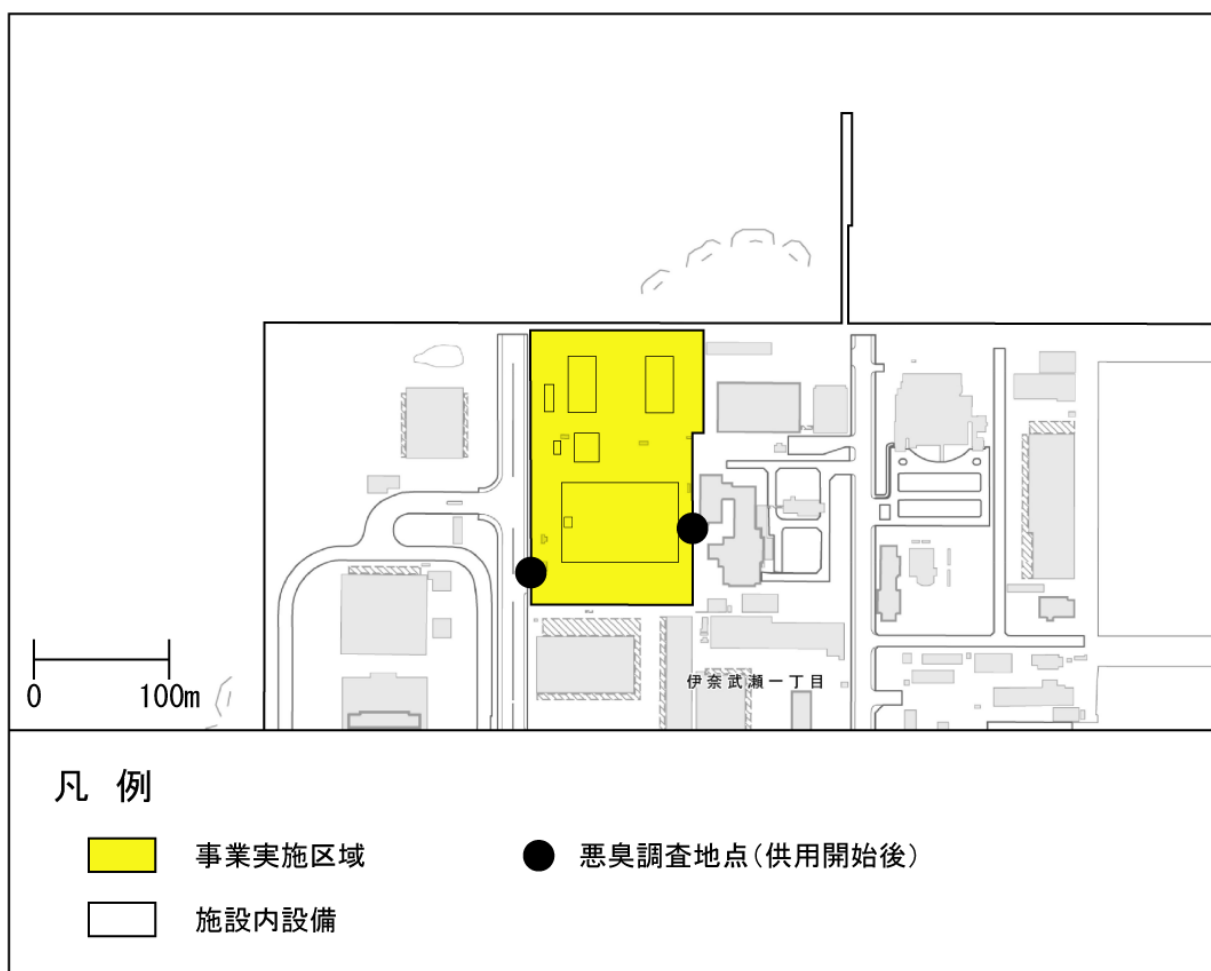 伊奈武瀬一丁目
0 100m
凡 例
事業実施区域 悪臭調査地点(供用開始後)
施設内設備